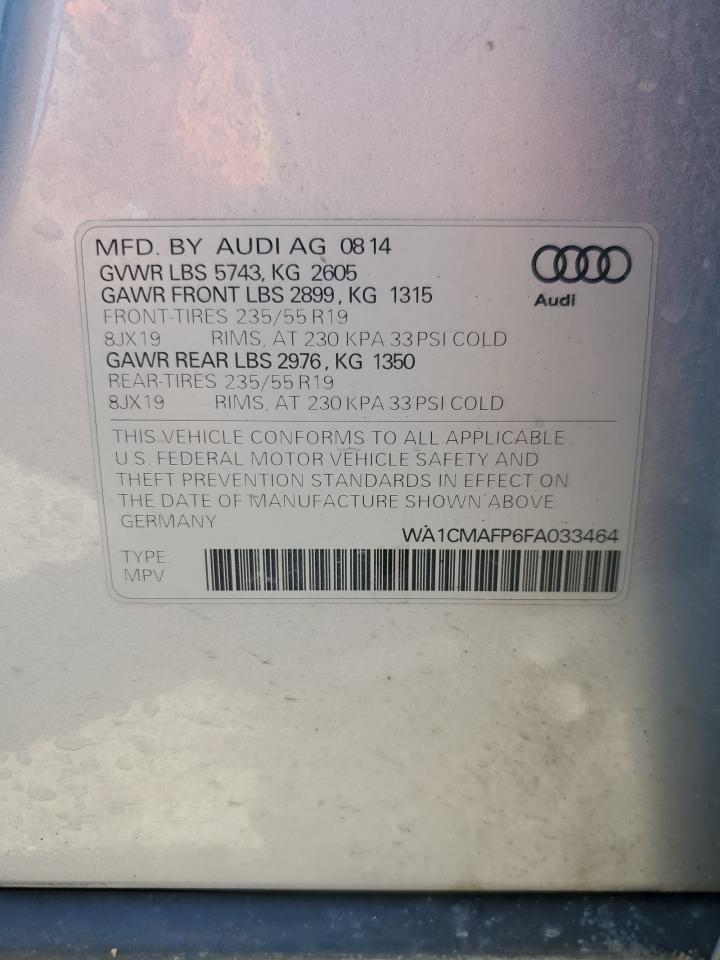 MFD. BY AUDI AG 0814
GVWR LBS 5743, KG 2605
GAWR FRONT LBS 2899, KG 1315
FRONT-TIRES 235/55 R19
8JX19 RIMS, AT 230 KPA 33 PSI COLD
GAWR REAR LBS 2976, KG 1350
REAR-TIRES 235/55 R19
8JX19 RIMS, AT 230 KPA 33 PSI COLD
Audi
THIS VEHICLE CONFORMS TO ALL APPLICABLE
U.S. FEDERAL MOTOR VEHICLE SAFETY AND
THEFT PREVENTION STANDARDS IN EFFECT ON
THE DATE OF MANUFACTURE SHOWN ABOVE.
GERMANY
WA1CMAFP6FA033464
TYPE:
MPV